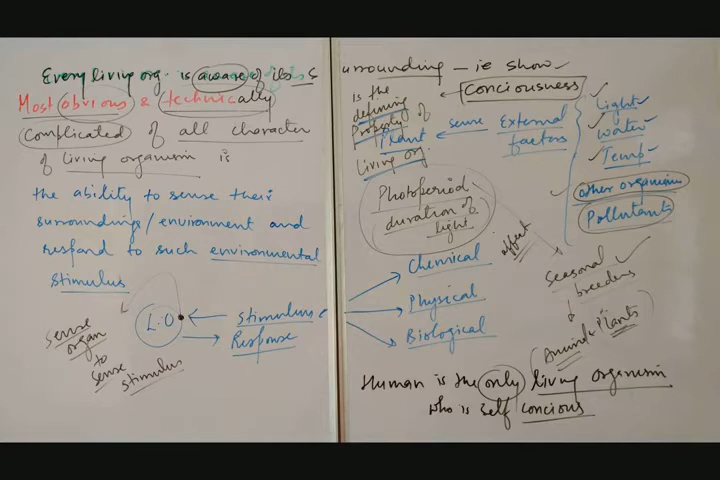 Every living org. is aware of its s
Most obvious & technically
complicated of all character
of living organism is
the ability to sense their
surroundings/environment and
respond to such environmental
stimulus
L.O
stimulus
Response
sense
organ
to
sense
stimulus
urrounding - ie show
conciousness
is the
defining
Property of
living org.
Plant sense External
factors
Light
water
Temp
other organism
Pollutants
Photoperiod
duration of
light
affect
seasonal
breeders
Animal & Plants
Chemical
Physical
Biological
Human is the only living organism
who is self concious